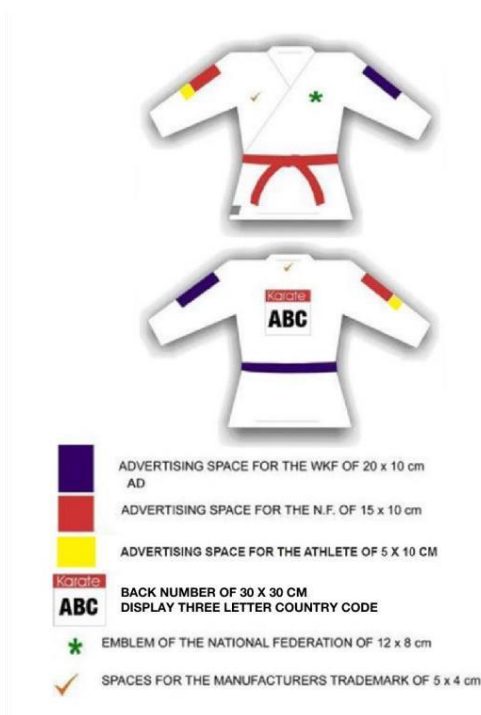 Karate
ABC
ADVERTISING SPACE FOR THE WKF OF 20 x 10 cm
AD
ADVERTISING SPACE FOR THE N.F. OF 15 x 10 cm
ADVERTISING SPACE FOR THE ATHLETE OF 5 X 10 CM
Karate
ABC
BACK NUMBER OF 30 X 30 CM
DISPLAY THREE LETTER COUNTRY CODE
EMBLEM OF THE NATIONAL FEDERATION OF 12 x 8 cm
SPACES FOR THE MANUFACTURERS TRADEMARK OF 5 x 4 cm